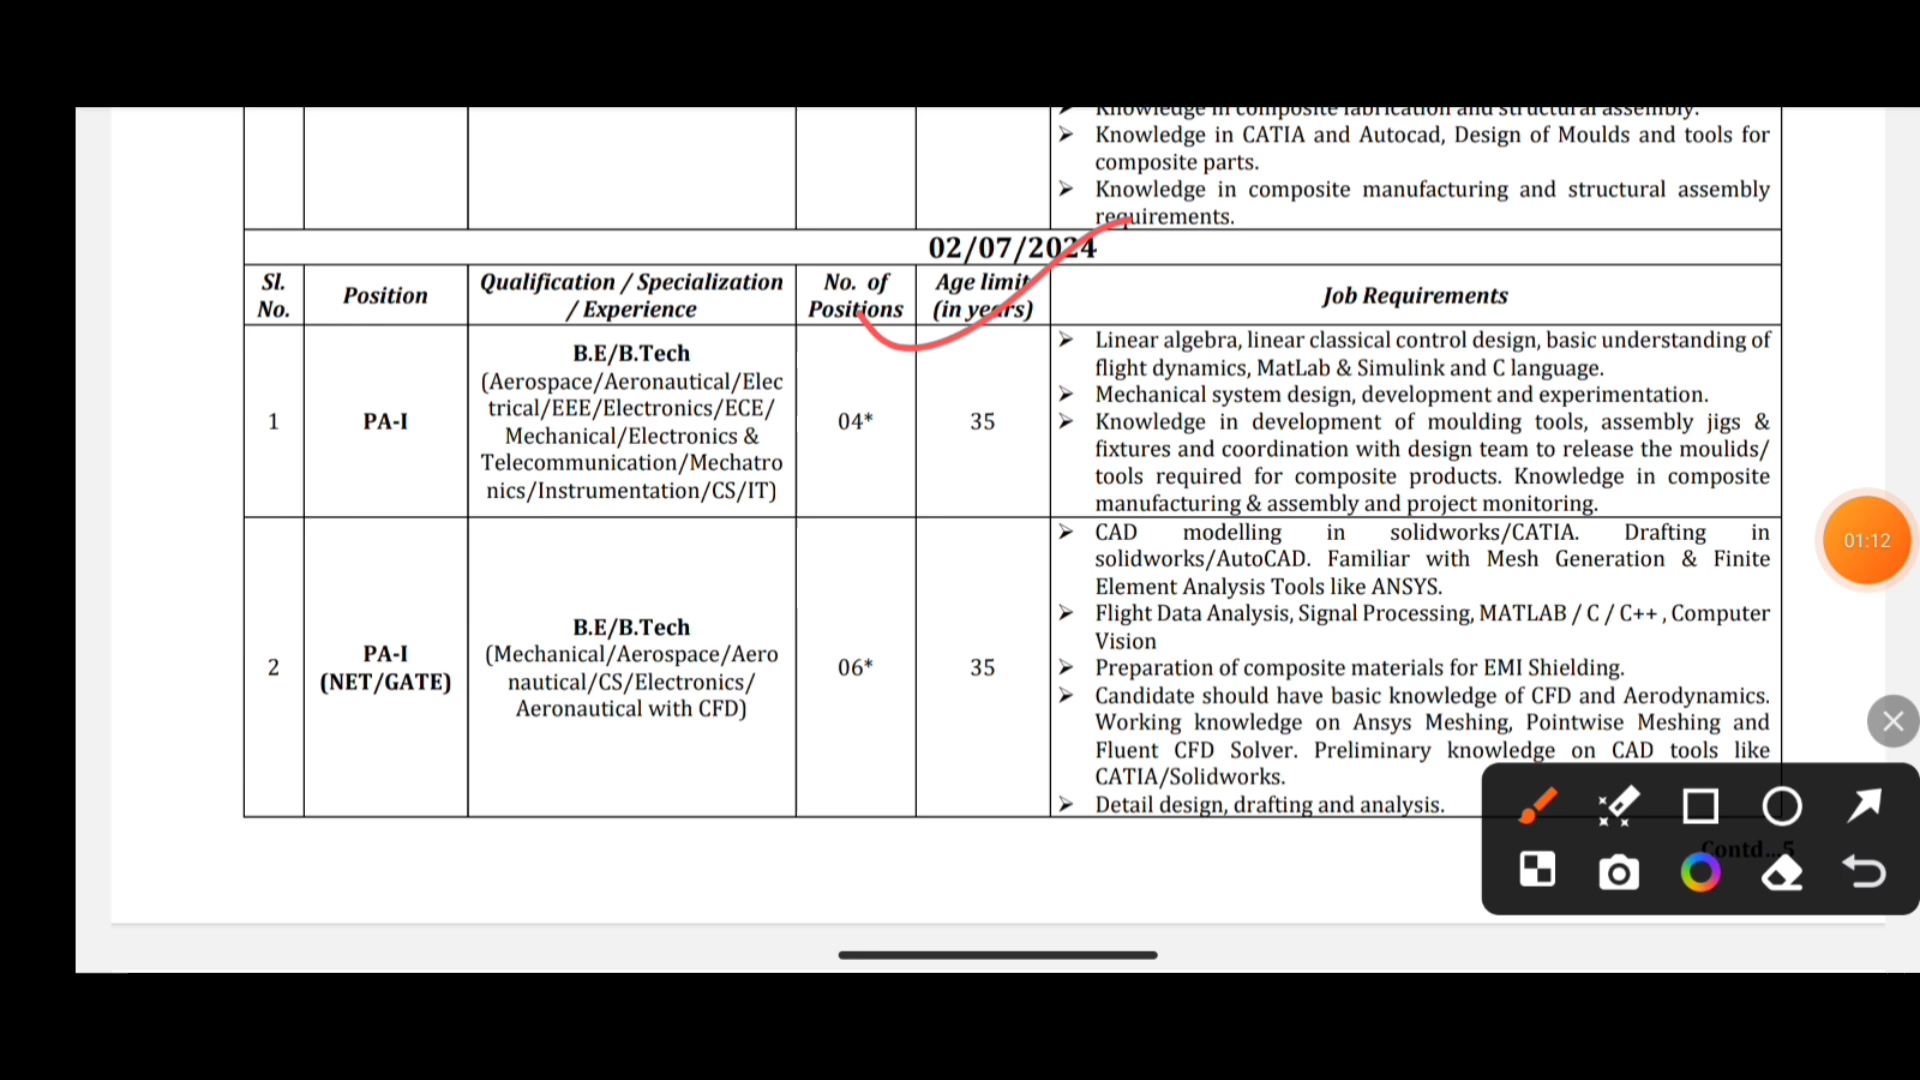 Knowledge in composite fabrication and structural assembly.
➢ Knowledge in CATIA and Autocad, Design of Moulds and tools for
composite parts.
➢ Knowledge in composite manufacturing and structural assembly
requirements.
02/07/2024
Sl.
No.
Position
Qualification / Specialization
/ Experience
No. of
Positions
Age limit
(in years)
Job Requirements
1
PA-I
B.E/B.Tech
(Aerospace/Aeronautical/Elec
trical/EEE/Electronics/ECE/
Mechanical/Electronics &
Telecommunication/Mechatro
nics/Instrumentation/CS/IT)
04*
35
➢ Linear algebra, linear classical control design, basic understanding of
flight dynamics, MatLab & Simulink and C language.
➢ Mechanical system design, development and experimentation.
➢ Knowledge in development of moulding tools, assembly jigs &
fixtures and coordination with design team to release the moulids/
tools required for composite products. Knowledge in composite
manufacturing & assembly and project monitoring.
2
PA-I
(NET/GATE)
B.E/B.Tech
(Mechanical/Aerospace/Aero
nautical/CS/Electronics/
Aeronautical with CFD)
06*
35
➢ CAD modelling in solidworks/CATIA. Drafting in
solidworks/AutoCAD. Familiar with Mesh Generation & Finite
Element Analysis Tools like ANSYS.
➢ Flight Data Analysis, Signal Processing, MATLAB / C / C++ , Computer
Vision
➢ Preparation of composite materials for EMI Shielding.
➢ Candidate should have basic knowledge of CFD and Aerodynamics.
Working knowledge on Ansys Meshing, Pointwise Meshing and
Fluent CFD Solver. Preliminary knowledge on CAD tools like
CATIA/Solidworks.
➢ Detail design, drafting and analysis.
Contd...5
01:12